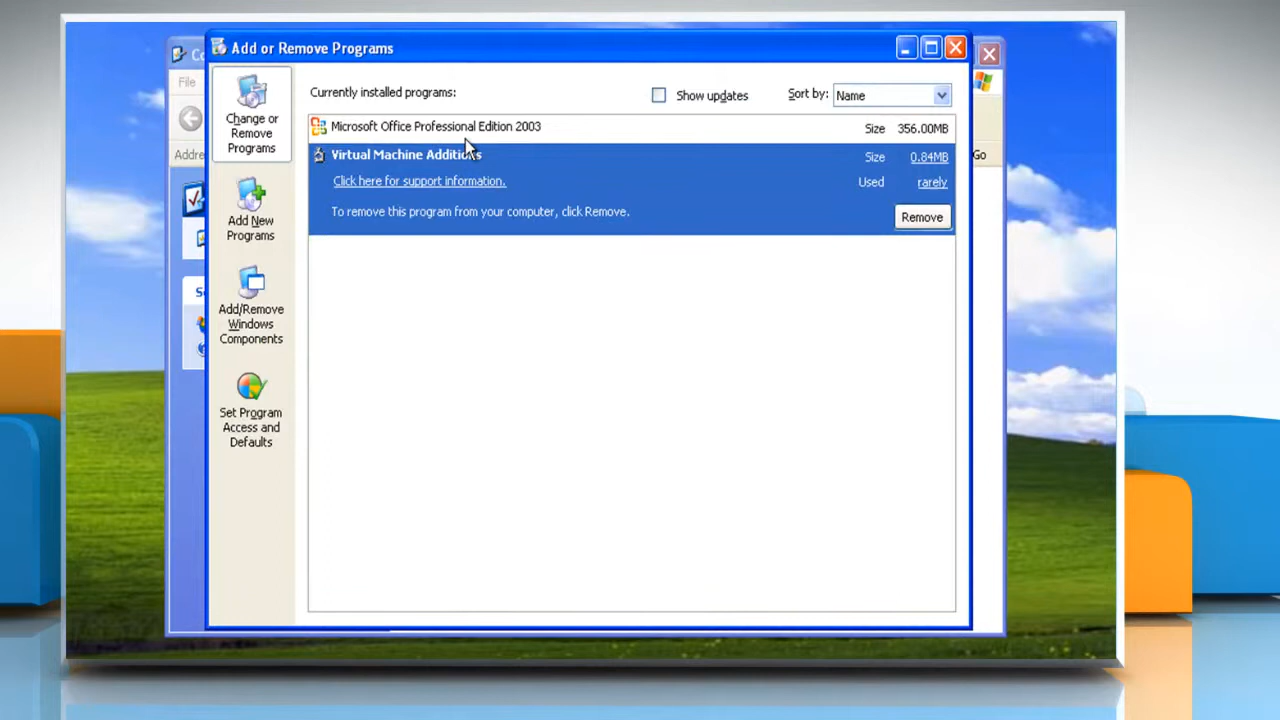 Add or Remove Programs
File
Change or
Remove
Programs
Add New
Programs
Add/Remove
Windows
Components
Set Program
Access and
Defaults
Currently installed programs:
Show updates
Sort by:
Name
Microsoft Office Professional Edition 2003
Size 356.00MB
Virtual Machine Additions
Size 0.84MB
Click here for support information.
Used rarely
To remove this program from your computer, click Remove.
Remove
Go